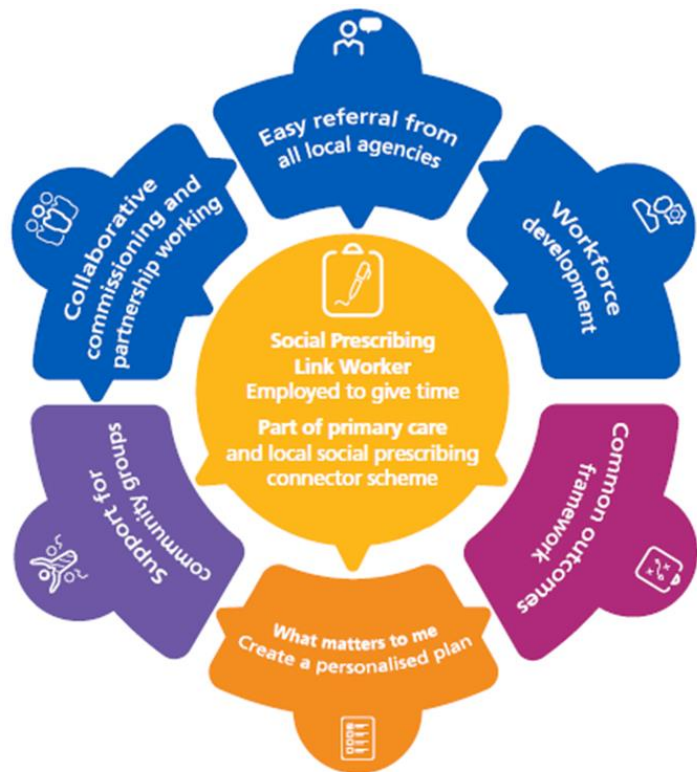 Easy referral from
all local agencies
Workforce
development
Common outcomes
framework
What matters to me
Create a personalised plan
Support for
community groups
Collaborative
commissioning and
partnership working
Social Prescribing
Link Worker
Employed to give time
Part of primary care
and local social prescribing
connector scheme